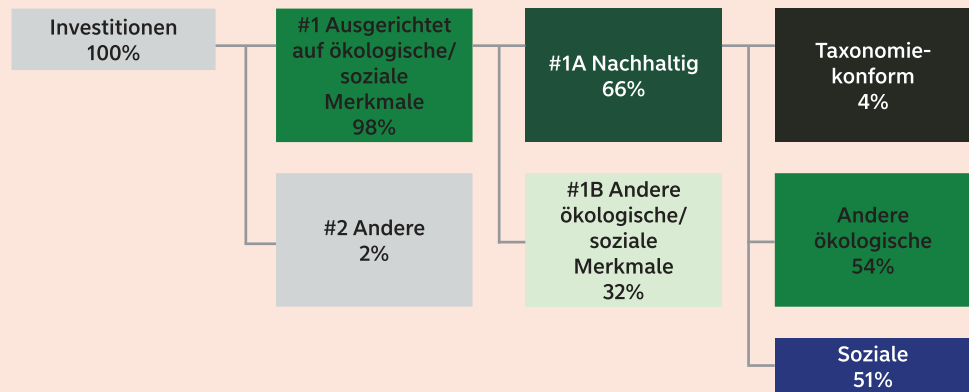 Investitionen
100%
#1 Ausgerichtet
auf ökologische/
soziale
Merkmale
98%
#2 Andere
2%
#1A Nachhaltig
66%
#1B Andere
ökologische/
soziale
Merkmale
32%
Taxonomie-
konform
4%
Andere
ökologische
54%
Soziale
51%